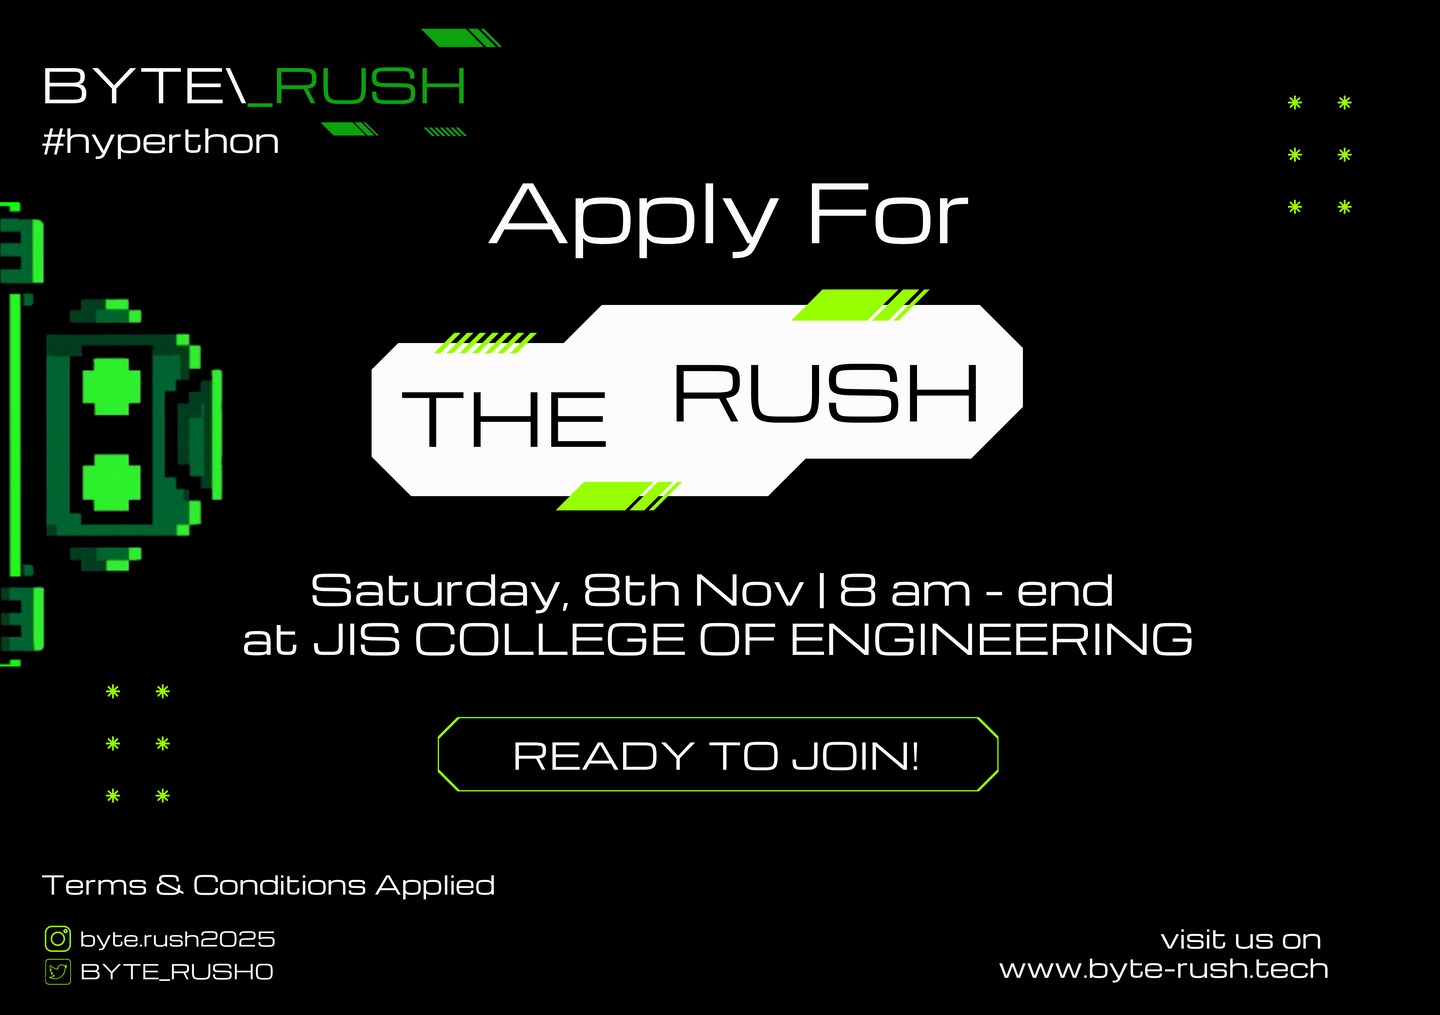 BYTE\_RUSH
#hyperthon
Apply For
THE RUSH
Saturday, 8th Nov | 8 am - end
at JIS COLLEGE OF ENGINEERING
READY TO JOIN!
Terms & Conditions Applied
byte.rush2025
BYTE_RUSH0
visit us on
www.byte-rush.tech